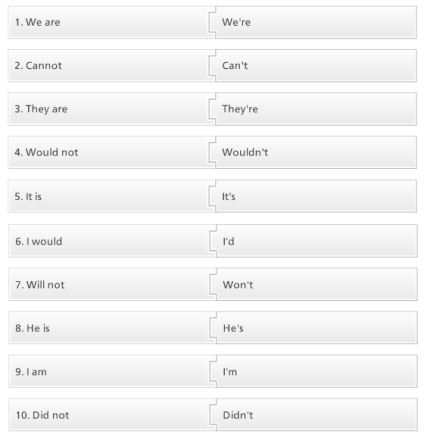 1. We are We're
2. Cannot Can't
3. They are They're
4. Would not Wouldn't
5. It is It's
6. I would I'd
7. Will not Won't
8. He is He's
9. I am I'm
10. Did not Didn't